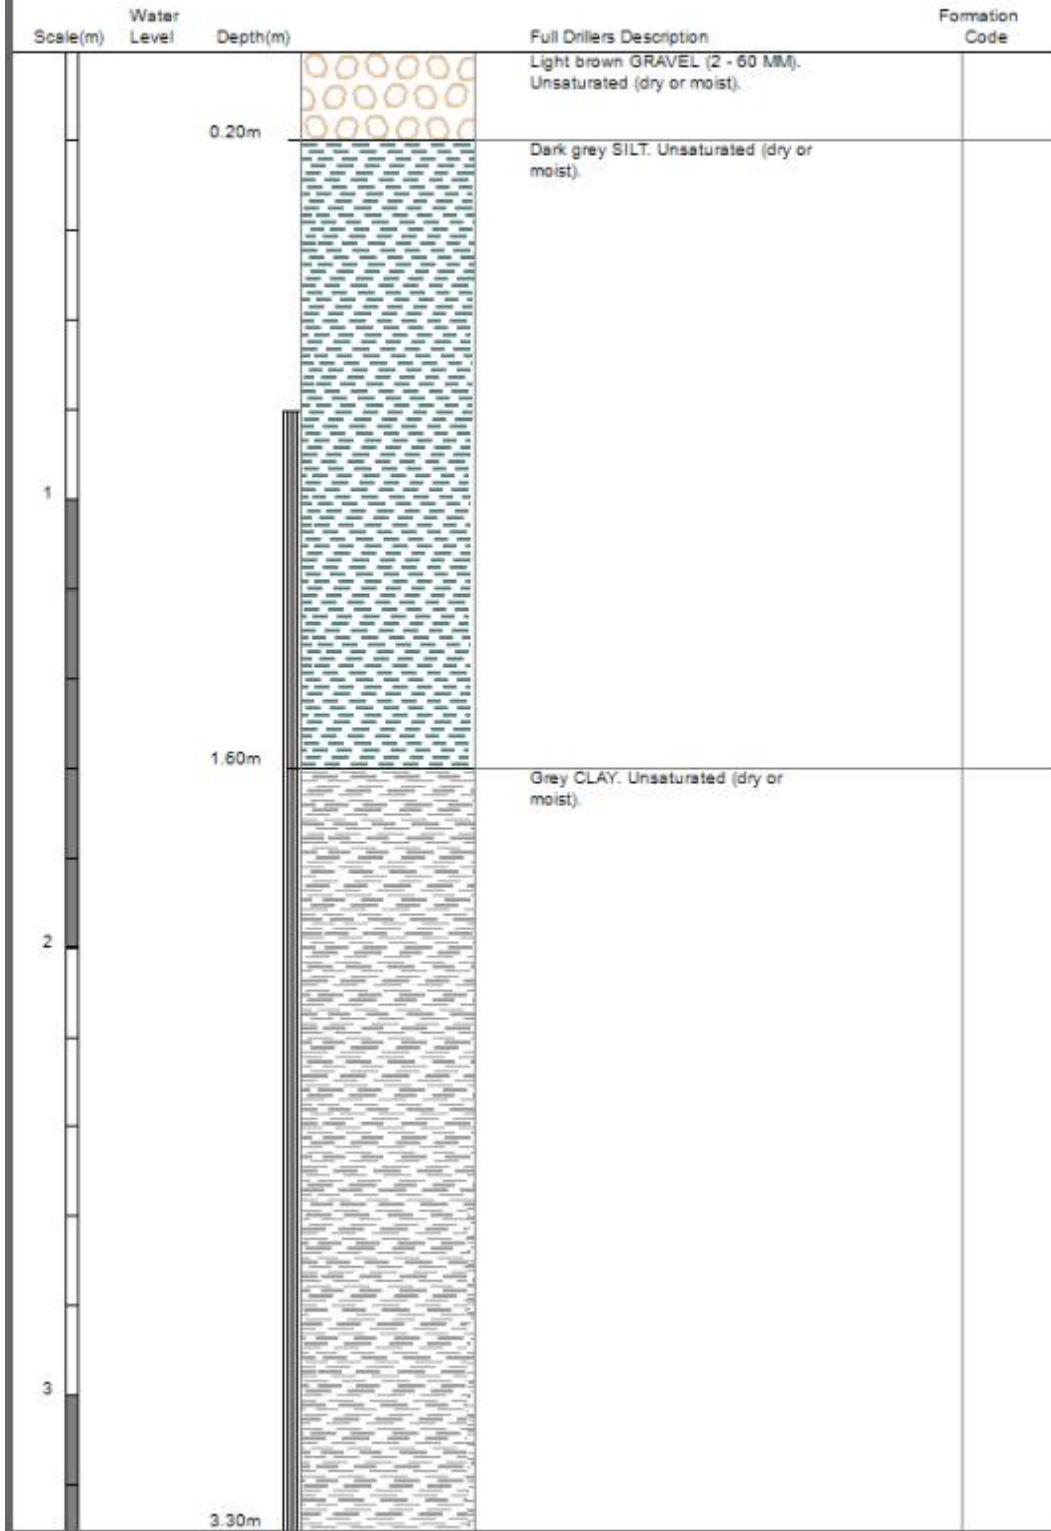 Water Formation
Scale(m) Level Depth(m) Full Drillers Description Code
Light brown GRAVEL (2 - 60 MM).
Unsaturated (dry or moist).
0.20m
Dark grey SILT. Unsaturated (dry or
moist).
1
1.60m
Grey CLAY. Unsaturated (dry or
moist).
2
3
3.30m